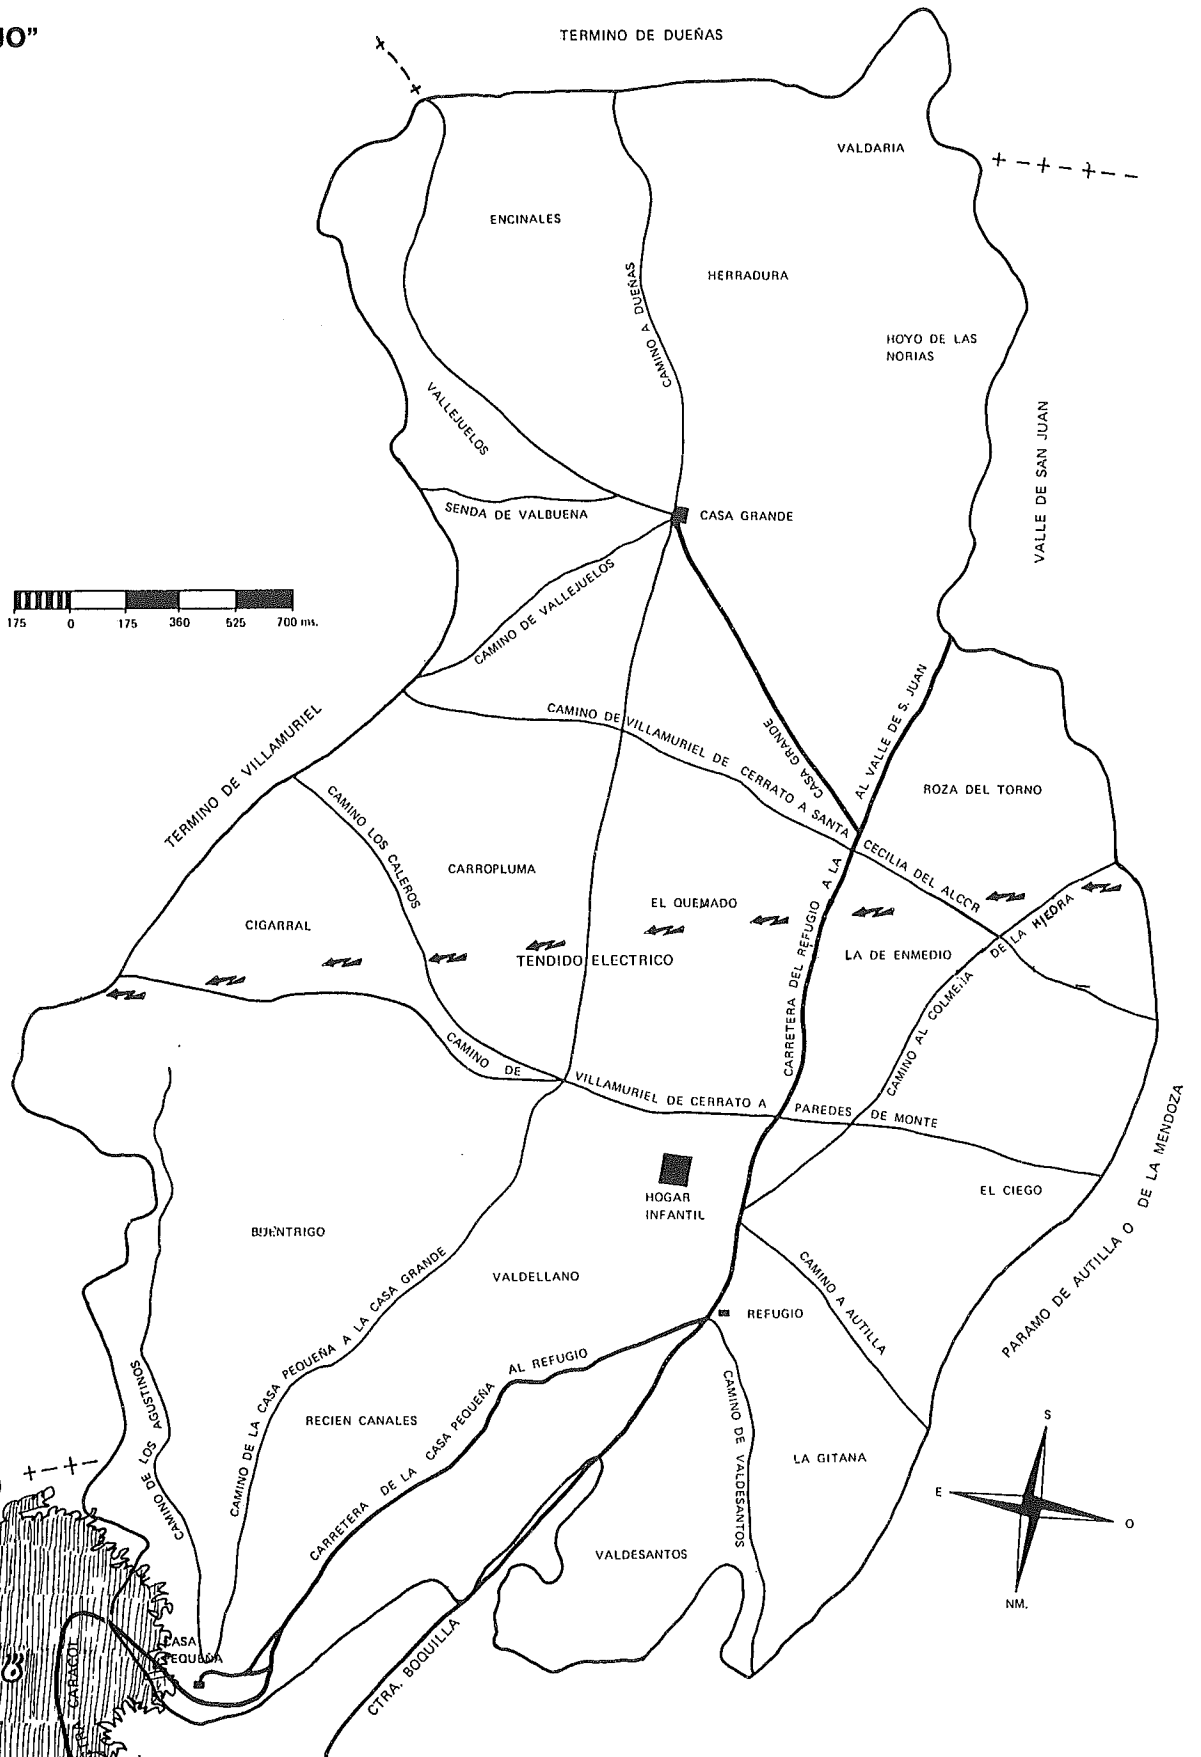 TERMINO DE DUEÑAS
VALDARIA
ENCINALES
HERRADURA
CAMINO A DUEÑAS
HOYO DE LAS
NORIAS
VALLEJUELOS
VALLE DE SAN JUAN
SENDA DE VALBUENA
CASA GRANDE
CAMINO DE VALLEJUELOS
175 0 175 360 525 700 ms.
CAMINO DE VILLAMURIEL DE CERRATO A SANTA CECILIA DEL ALCOR
CASA GRANDE
CARRETERA DEL REFUGIO A LA
AL VALLE DE S. JUAN
TERMINO DE VILLAMURIEL
ROZA DEL TORNO
CAMINO LOS CALEROS
CARROPLUMA
EL QUEMADO
CIGARRAL
TENDIDO ELECTRICO
LA DE ENMEDIO
CAMINO AL COLMENA DE LA HIEDRA
CAMINO DE VILLAMURIEL DE CERRATO A PAREDES DE MONTE
HOGAR
INFANTIL
EL CIEGO
BUENTRIGO
VALDELLANO
CAMINO A AUTILLA
PARAMO DE AUTILLA O DE LA MENDOZA
REFUGIO
CAMINO DE LOS AGUSTINOS
CAMINO DE LA CASA PEQUEÑA A LA CASA GRANDE
CARRETERA DE LA CASA PEQUEÑA AL REFUGIO
RECIEN CANALES
CAMINO DE VALDESANTOS
LA GITANA
S
E
O
NM.
VALDESANTOS
CASA
PEQUEÑA
CTRA. BOQUILLA
CARACOL